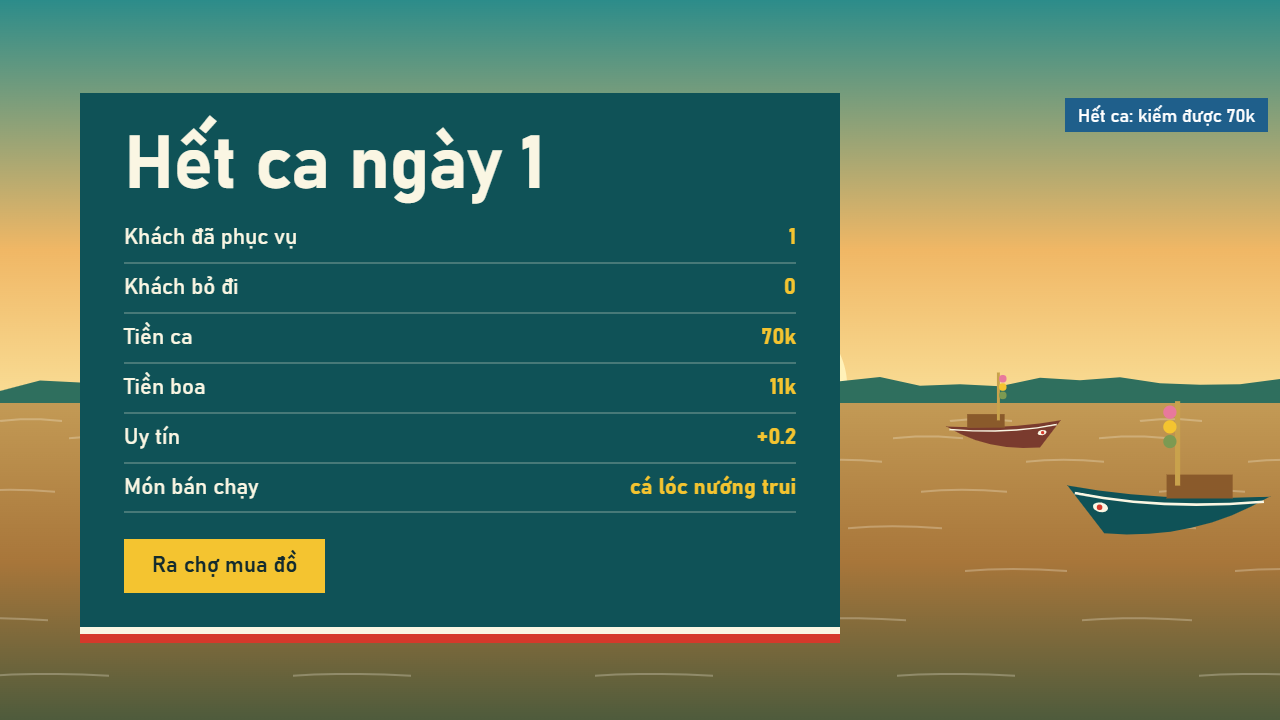 Hết ca ngày 1
Khách đã phục vụ 1
Khách bỏ đi 0
Tiền ca 70k
Tiền boa 11k
Uy tín +0.2
Món bán chạy cá lóc nướng trui
Ra chợ mua đồ
Hết ca: kiếm được 70k